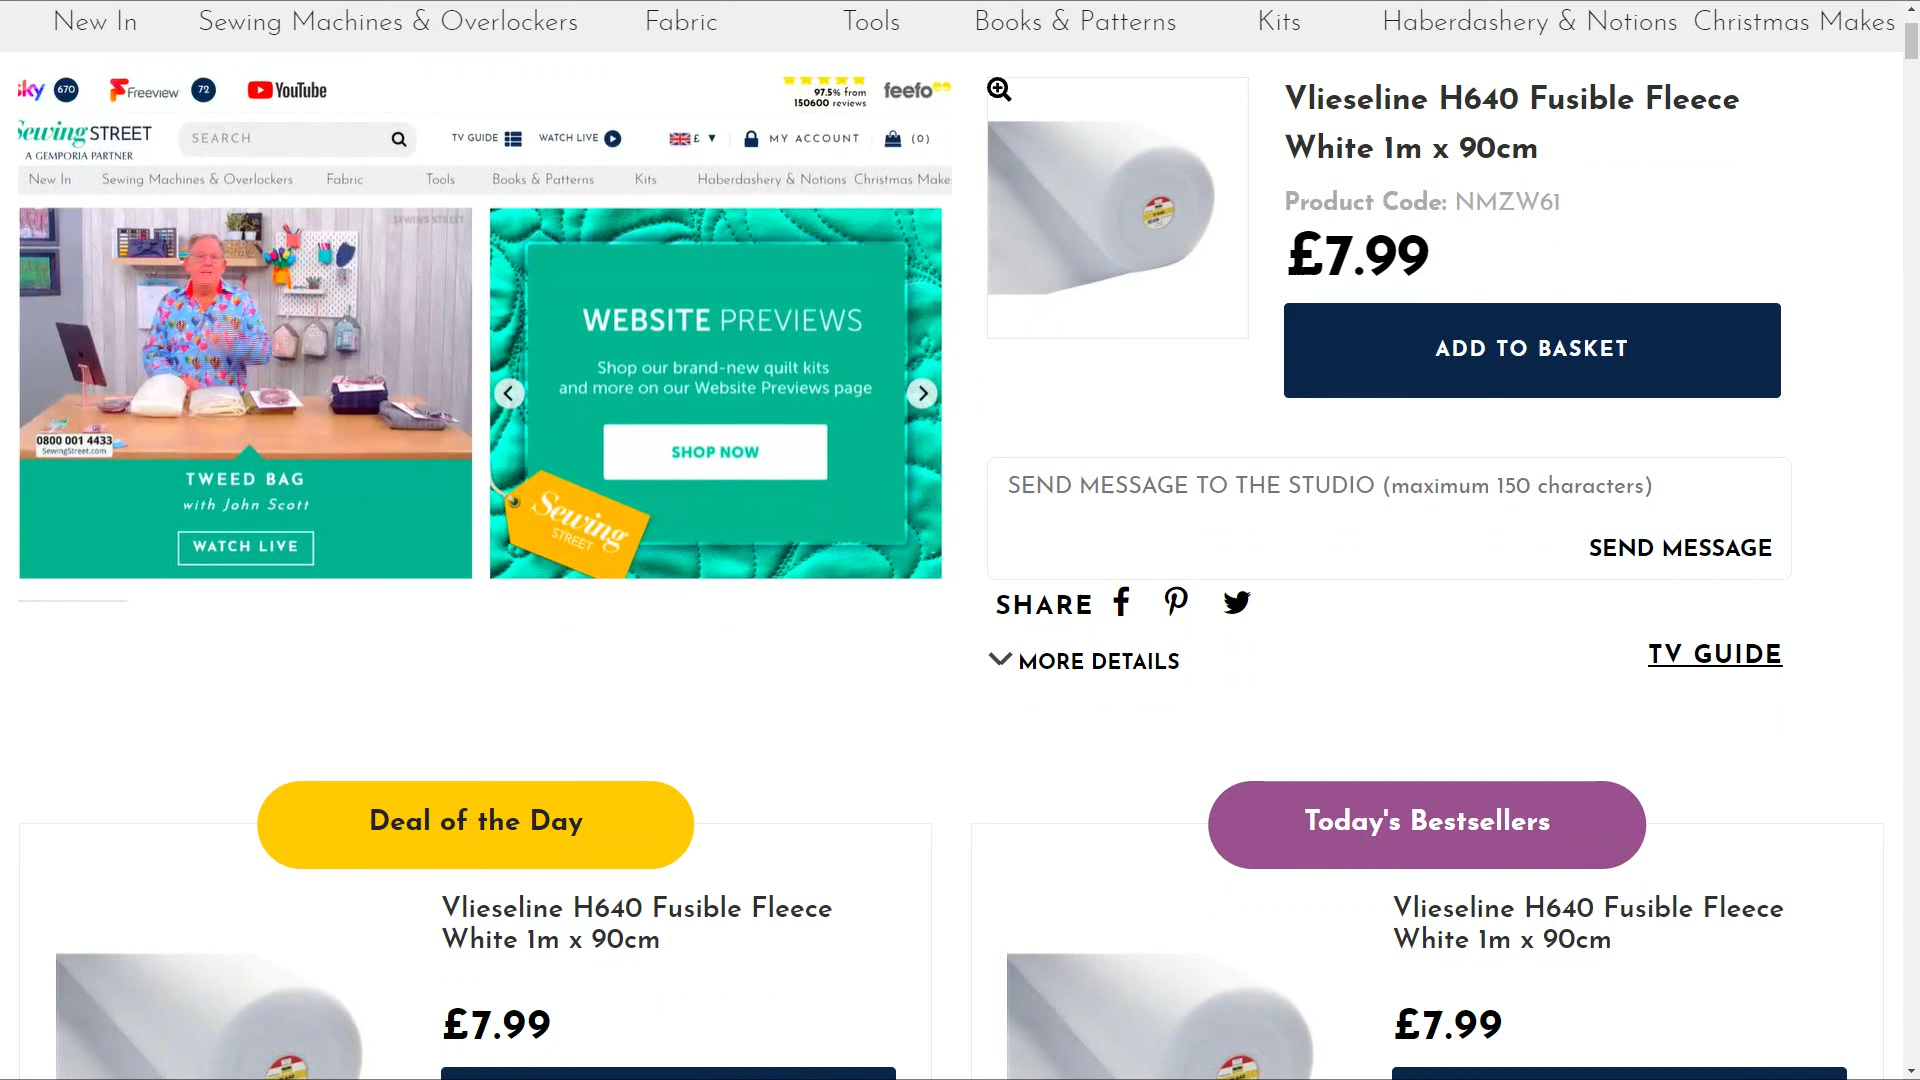 New In Sewing Machines & Overlockers Fabric Tools Books & Patterns Kits Haberdashery & Notions Christmas Makes
sky 670 Freeview 72 YouTube
97.5% from
150600 reviews
feefo
Sewing STREET
A GEMPORIA PARTNER
SEARCH
TV GUIDE WATCH LIVE £ ▼ MY ACCOUNT (0)
New In Sewing Machines & Overlockers Fabric Tools Books & Patterns Kits Haberdashery & Notions Christmas Make
SEWING STREET
0800 001 4433
SewingStreet.com
TWEED BAG
with John Scott
WATCH LIVE
WEBSITE PREVIEWS
Shop our brand-new quilt kits
and more on our Website Previews page
SHOP NOW
Sewing
STREET
Vlieseline H640 Fusible Fleece
White 1m x 90cm
Product Code: NMZW61
£7.99
ADD TO BASKET
SEND MESSAGE TO THE STUDIO (maximum 150 characters)
SEND MESSAGE
SHARE
MORE DETAILS
TV GUIDE
Deal of the Day
Vlieseline H640 Fusible Fleece
White 1m x 90cm
£7.99
Today's Bestsellers
Vlieseline H640 Fusible Fleece
White 1m x 90cm
£7.99